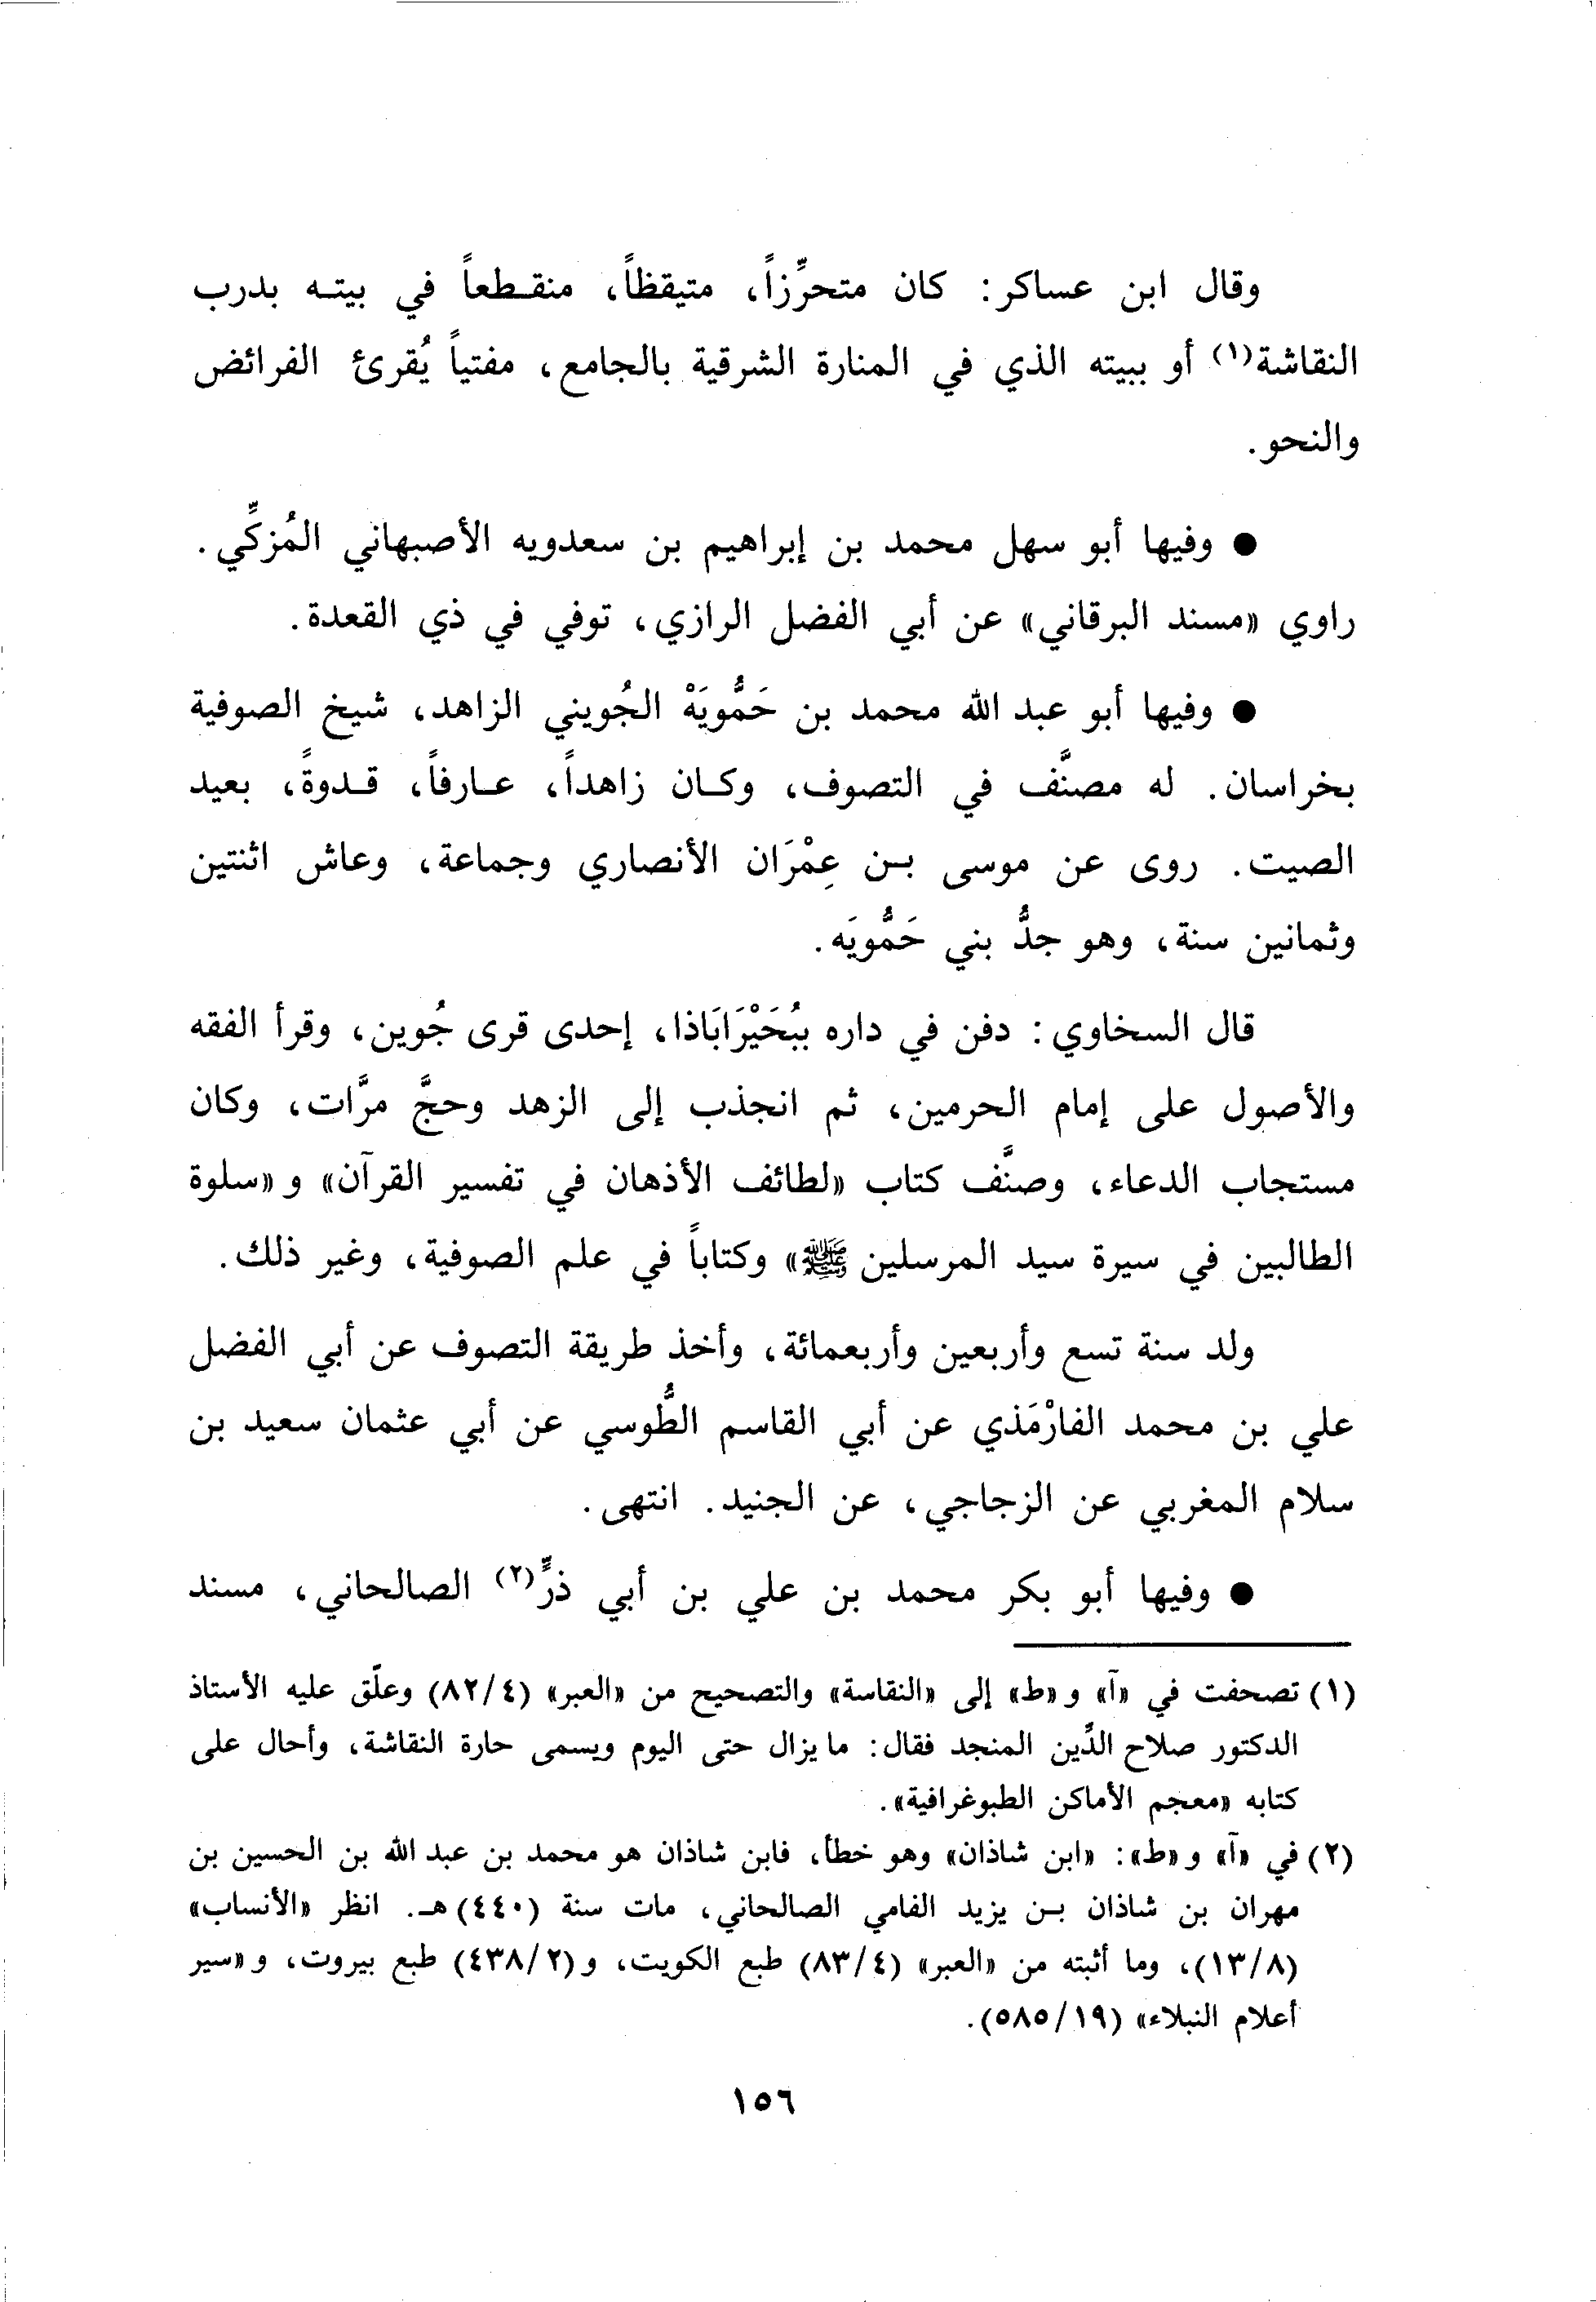 وقال ابن عساكر: كان متحرِّزاً، متيقظاً، منقطعاً في بيته بدرب
النقاشة(١) أو ببيته الذي في المنارة الشرقية بالجامع، مفتياً يُقرئ الفرائض
والنحو.
● وفيها أبو سهل محمد بن إبراهيم بن سعدويه الأصبهاني المُزكِّي.
راوي «مسند البرقاني» عن أبي الفضل الرازي، توفي في ذي القعدة.
● وفيها أبو عبد الله محمد بن حَمُّويَهْ الجُويني الزاهد، شيخ الصوفية
بخراسان. له مصنَّف في التصوف، وكان زاهداً، عارفاً، قدوةً، بعيد
الصيت. روى عن موسى بن عِمْرَان الأنصاري وجماعة، وعاش اثنتين
وثمانين سنة، وهو جدُّ بني حَمُّويَه.
قال السخاوي: دفن في داره ببُحَيْرَابَاذا، إحدى قرى جُوين، وقرأ الفقه
والأصول على إمام الحرمين، ثم انجذب إلى الزهد وحجَّ مرَّات، وكان
مستجاب الدعاء، وصنَّف كتاب «لطائف الأذهان في تفسير القرآن» و «سلوة
الطالبين في سيرة سيد المرسلين ﷺ» وكتاباً في علم الصوفية، وغير ذلك.
ولد سنة تسع وأربعين وأربعمائة، وأخذ طريقة التصوف عن أبي الفضل
علي بن محمد الفارْمَذي عن أبي القاسم الطُّوسي عن أبي عثمان سعيد بن
سلام المغربي عن الزجاجي، عن الجنيد. انتهى.
● وفيها أبو بكر محمد بن علي بن أبي ذرٍّ(٢) الصالحاني، مسند
(١) تصحفت في «آ» و «ط» إلى «النقاسة» والتصحيح من «العبر» (٨٢/٤) وعلّق عليه الأستاذ
الدكتور صلاح الدِّين المنجد فقال: ما يزال حتى اليوم ويسمى حارة النقاشة، وأحال على
كتابه «معجم الأماكن الطبوغرافية».
(٢) في «آ» و «ط»: «ابن شاذان» وهو خطأ، فابن شاذان هو محمد بن عبد الله بن الحسين بن
مهران بن شاذان بن يزيد الفامي الصالحاني، مات سنة (٤٤٠) هـ. انظر «الأنساب»
(١٣/٨)، وما أثبته من «العبر» (٨٣/٤) طبع الكويت، و (٤٣٨/٢) طبع بيروت، و «سير
أعلام النبلاء» (٥٨٥/١٩).
١٥٦